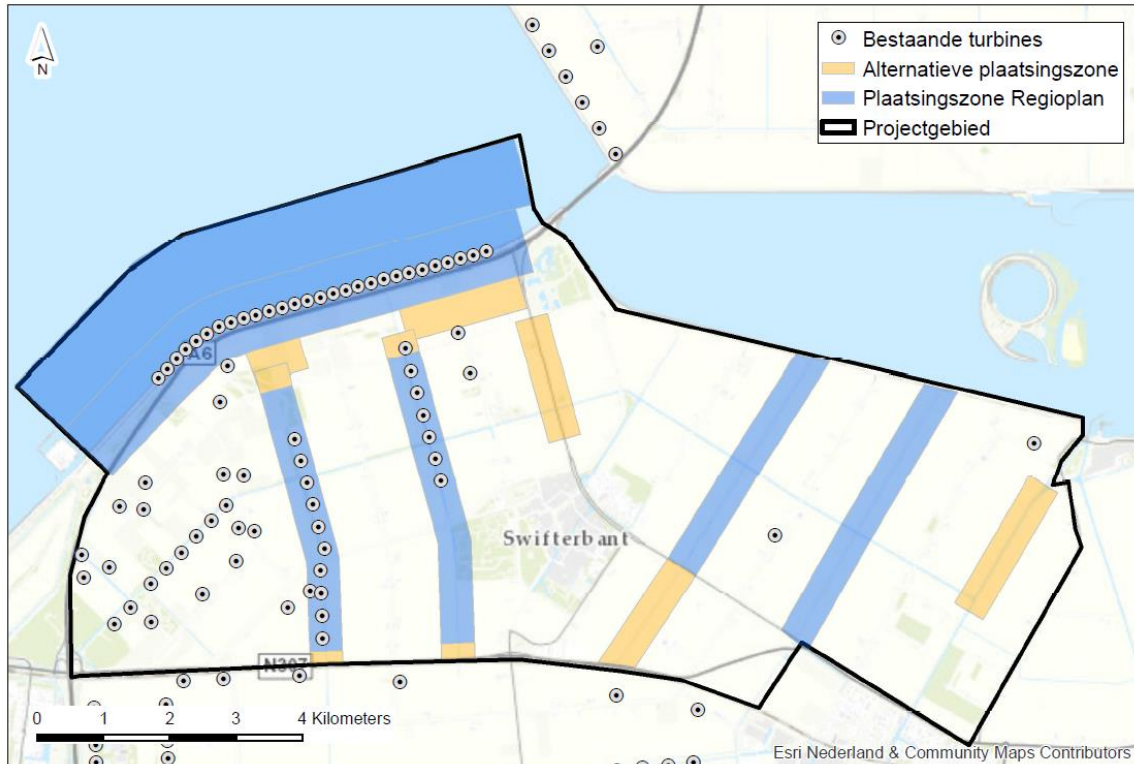 N
Bestaande turbines
Alternatieve plaatsingszone
Plaatsingszone Regioplan
Projectgebied
A6
Swifterbant
N307
0 1 2 3 4 Kilometers
Esri Nederland & Community Maps Contributors